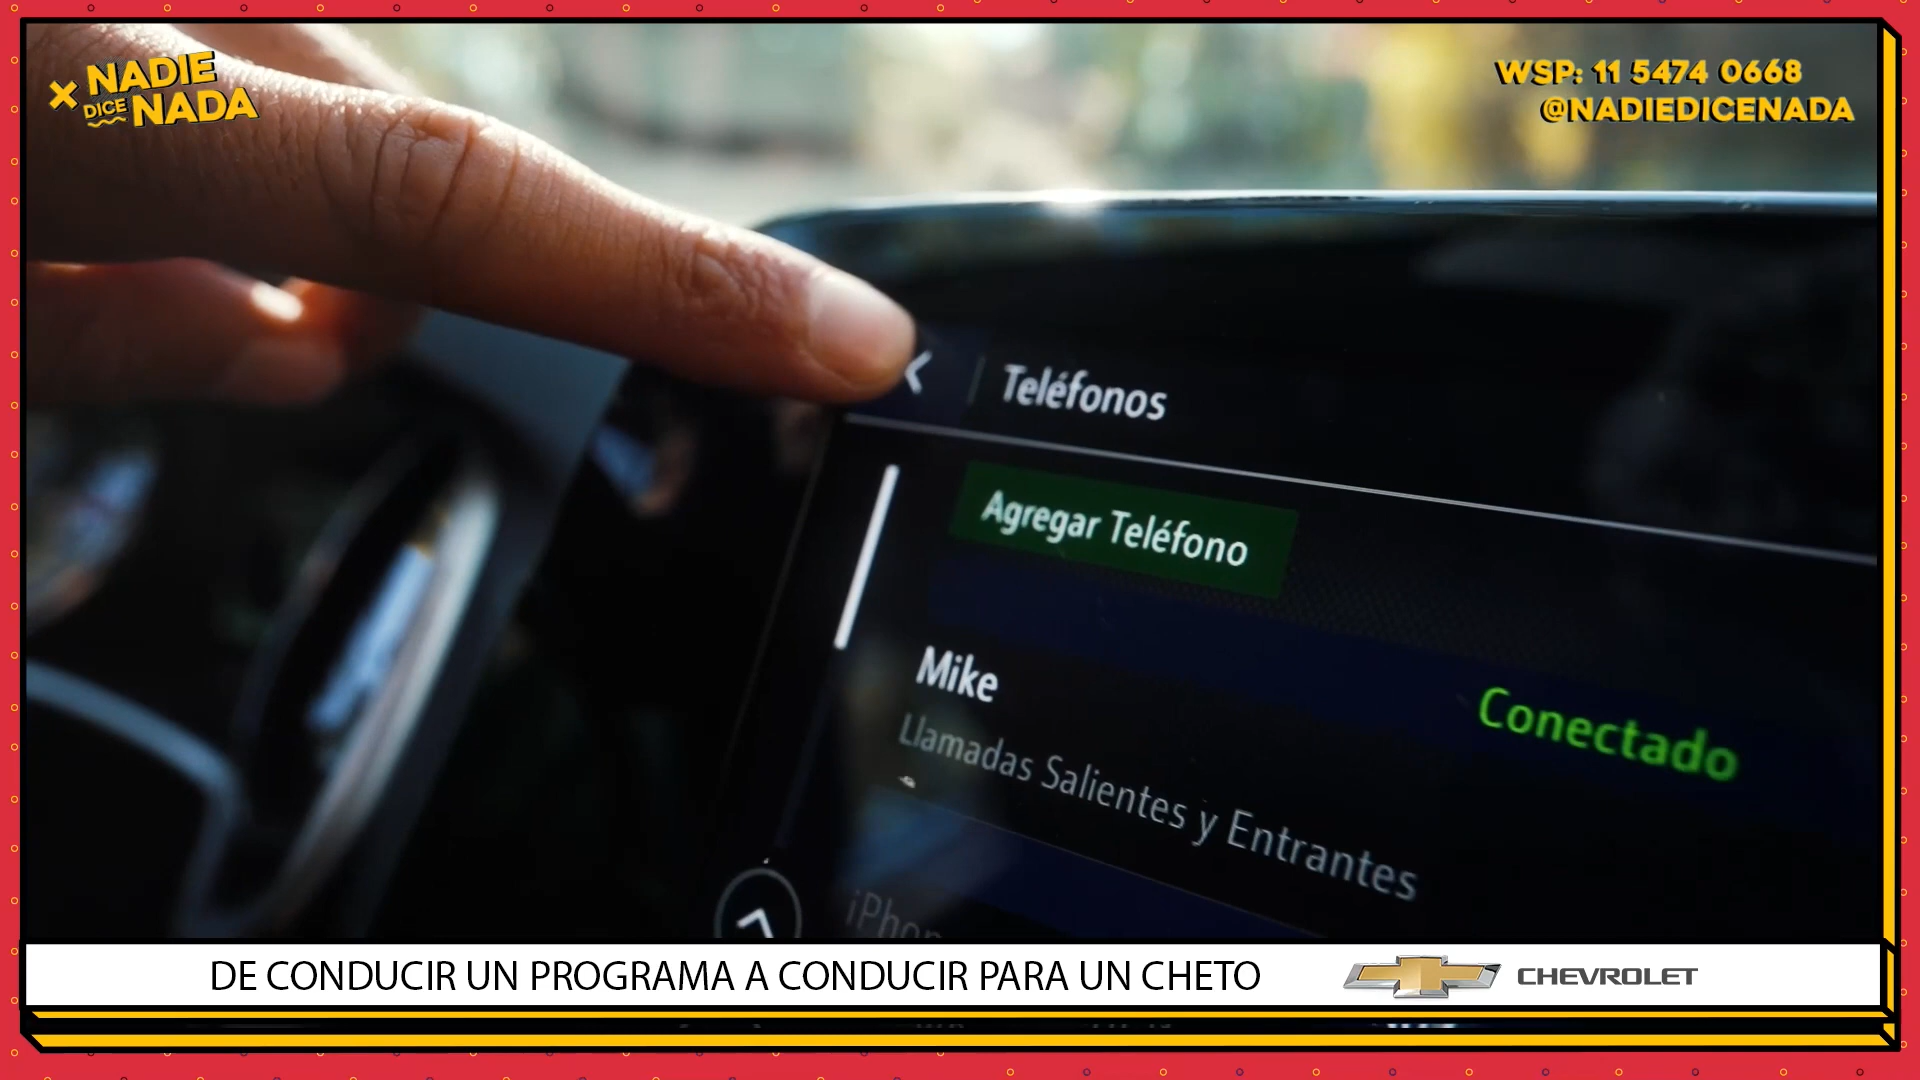 NADIE
DICE NADA
WSP: 11 5474 0668
@NADIEDICENADA
Teléfonos
Agregar Teléfono
Mike
Conectado
Llamadas Salientes y Entrantes
DE CONDUCIR UN PROGRAMA A CONDUCIR PARA UN CHETO
CHEVROLET